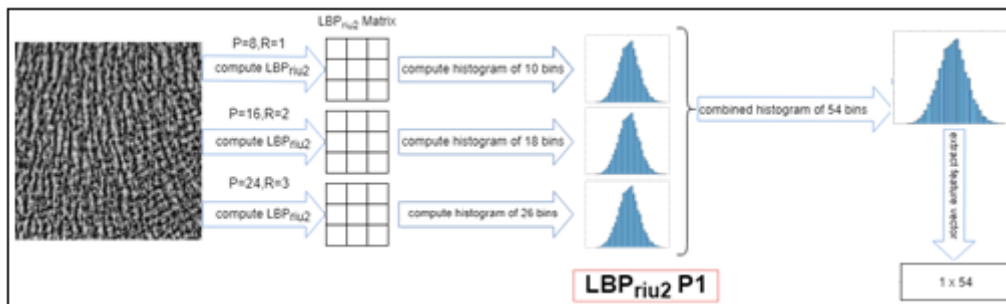 LBPriu2 Matrix
P=8,R=1
compute LBPriu2
compute histogram of 10 bins
P=16,R=2
compute LBPriu2
compute histogram of 18 bins
combined histogram of 54 bins
P=24,R=3
compute LBPriu2
compute histogram of 26 bins
extract feature vector
LBPriu2 P1
1 x 54